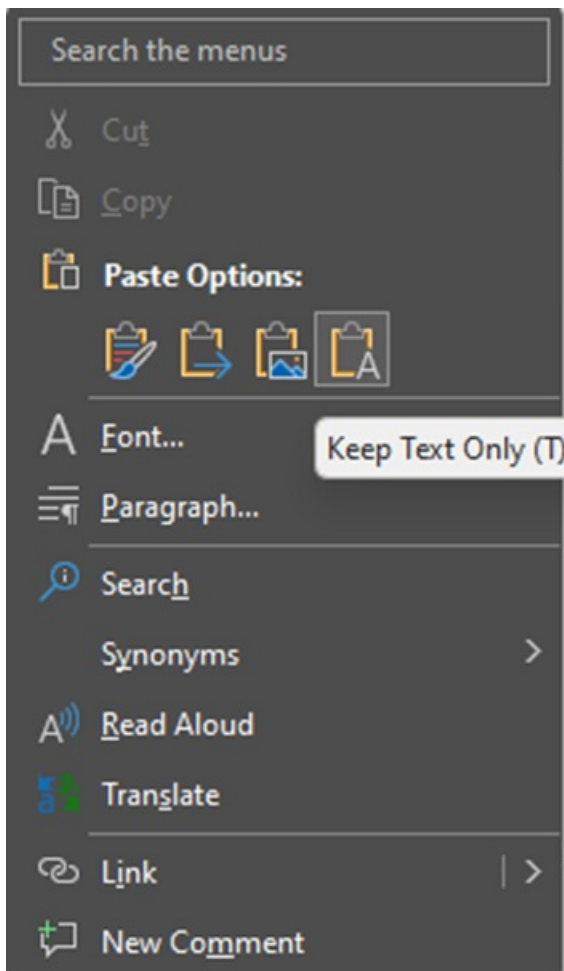 Search the menus
Cut
Copy
Paste Options:
Font...
Keep Text Only (T)
Paragraph...
Search
Synonyms
Read Aloud
Translate
Link
New Comment